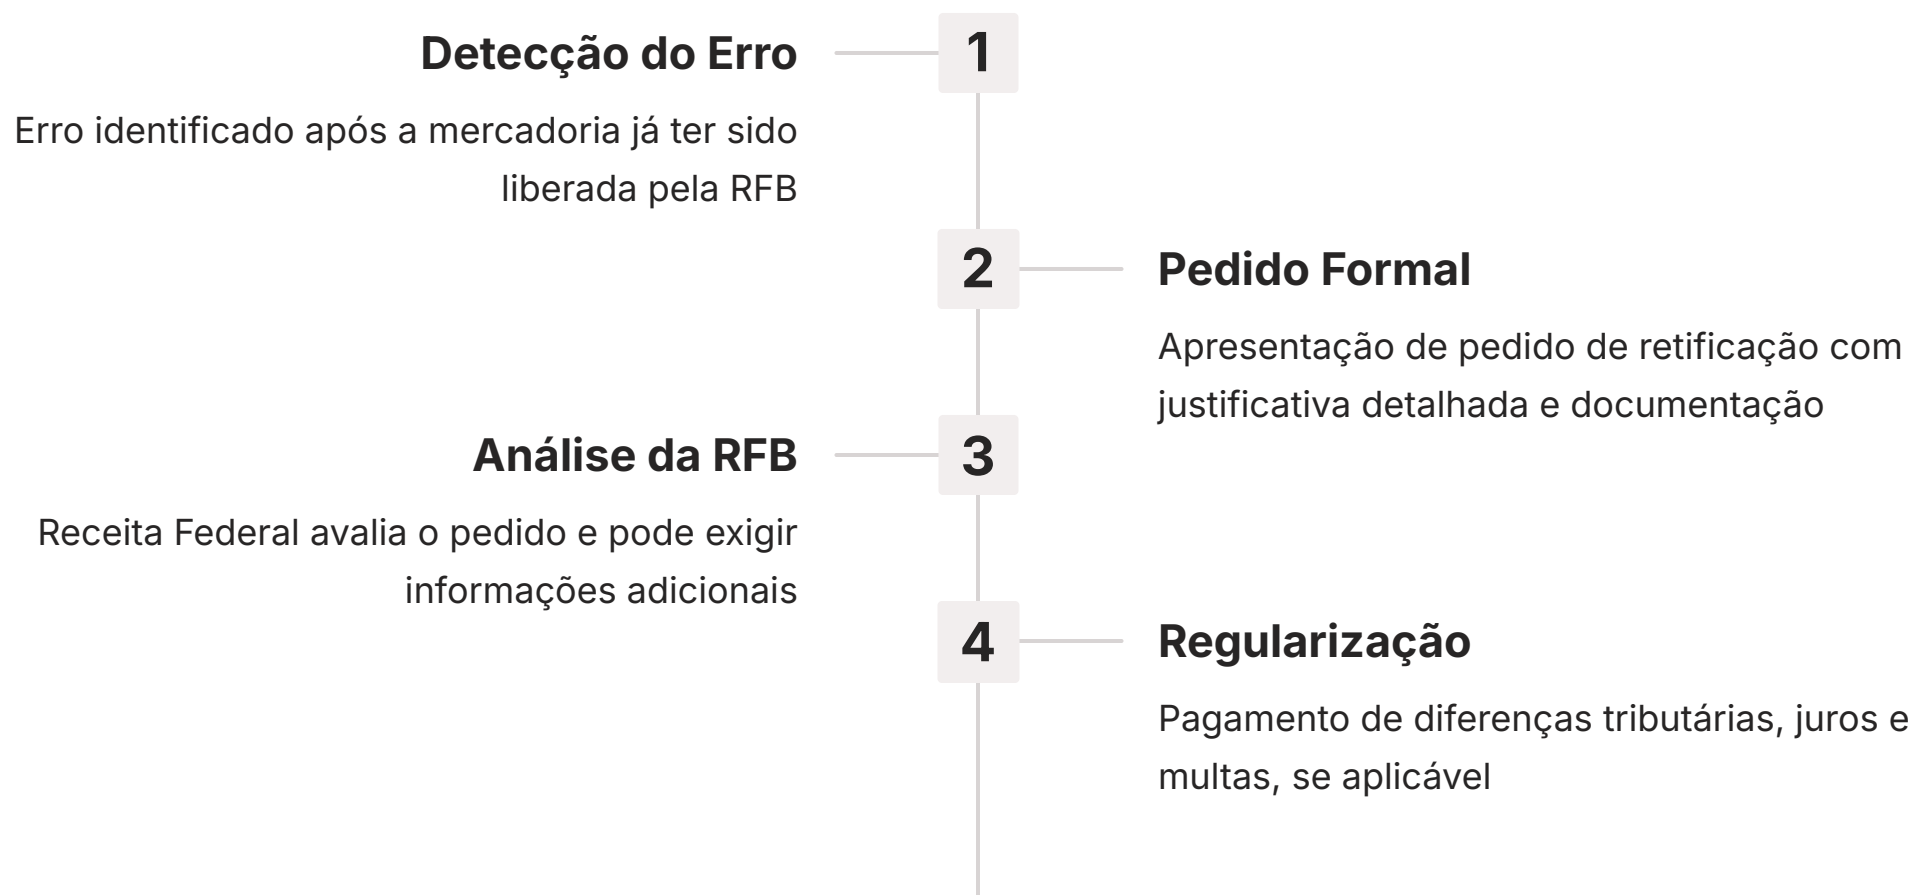 1
Detecção do Erro
Erro identificado após a mercadoria já ter sido
liberada pela RFB
2
Pedido Formal
Apresentação de pedido de retificação com
justificativa detalhada e documentação
3
Análise da RFB
Receita Federal avalia o pedido e pode exigir
informações adicionais
4
Regularização
Pagamento de diferenças tributárias, juros e
multas, se aplicável